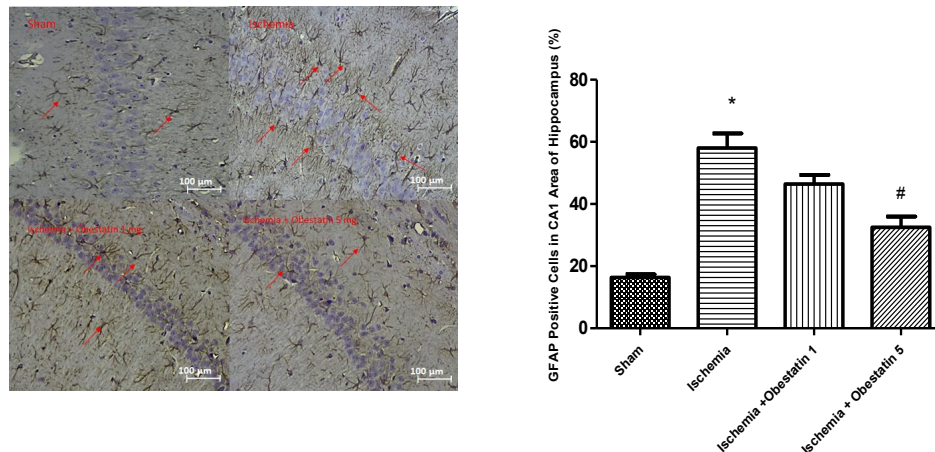 Sham
Ischemia
100 µm
100 µm
Ischemia + Obestatin 1 mg
Ischemia + Obestatin 5 mg
100 µm
100 µm
GFAP Positive Cells in CA1 Area of Hippocampus (%)
80
60
40
20
0
*
#
Sham
Ischemia
Ischemia +Obestatin 1
Ischemia + Obestatin 5